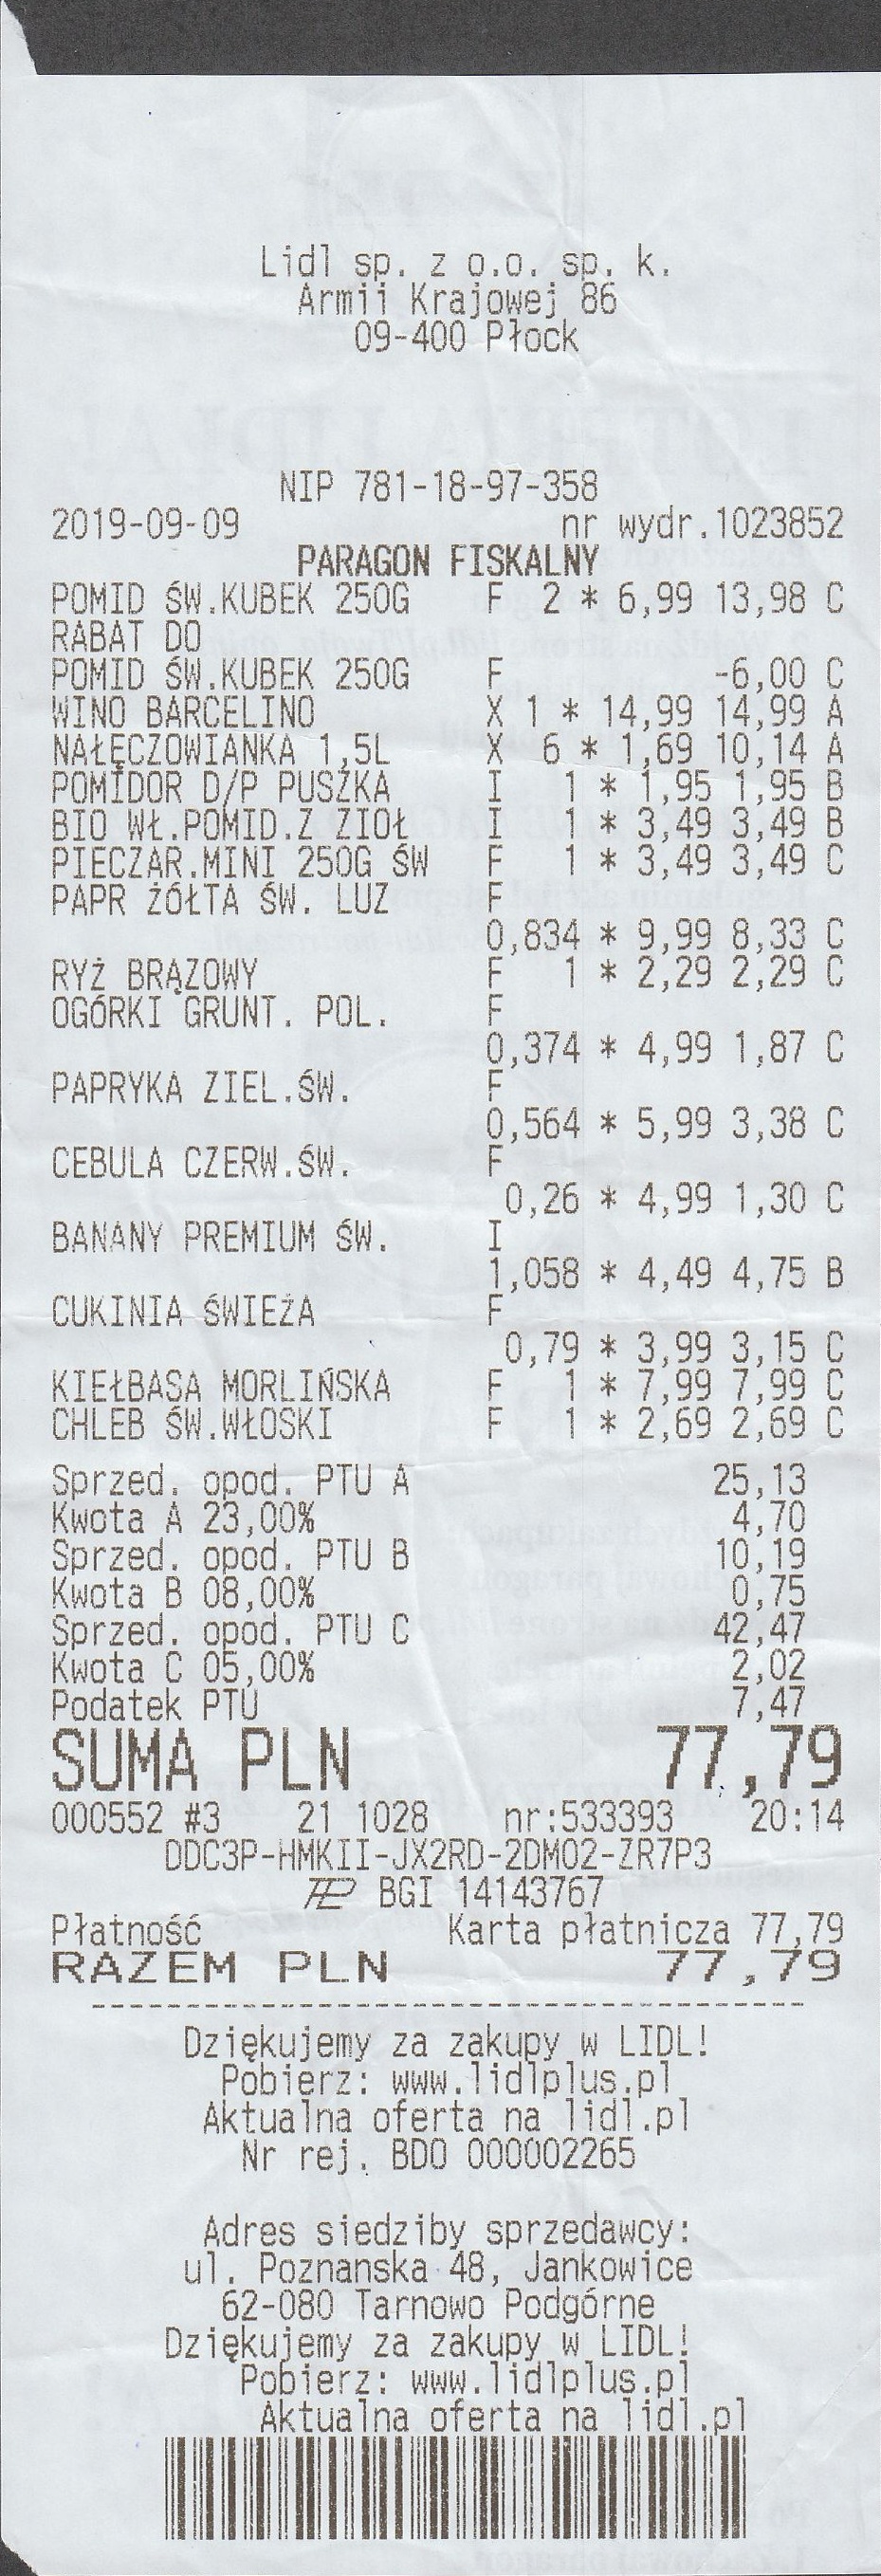 Lidl sp. z o.o. sp. k.
Armii Krajowej 86
09-400 Płock
NIP 781-18-97-358
2019-09-09 nr wydr.1023852
PARAGON FISKALNY
POMID ŚW.KUBEK 250G F 2 * 6,99 13,98 C
RABAT DO
POMID ŚW.KUBEK 250G F -6,00 C
WINO BARCELINO X 1 * 14,99 14,99 A
NAŁĘCZOWIANKA 1,5L X 6 * 1,69 10,14 A
POMIDOR D/P PUSZKA I 1 * 1,95 1,95 B
BIO WŁ.POMID.Z ZIOŁ I 1 * 3,49 3,49 B
PIECZAR.MINI 250G ŚW F 1 * 3,49 3,49 C
PAPR ŻÓŁTA ŚW. LUZ F
0,834 * 9,99 8,33 C
RYŻ BRĄZOWY F 1 * 2,29 2,29 C
OGÓRKI GRUNT. POL. F
0,374 * 4,99 1,87 C
PAPRYKA ZIEL.ŚW. F
0,564 * 5,99 3,38 C
CEBULA CZERW.ŚW. F
0,26 * 4,99 1,30 C
BANANY PREMIUM ŚW. I
1,058 * 4,49 4,75 B
CUKINIA ŚWIEŻA F
0,79 * 3,99 3,15 C
KIEŁBASA MORLIŃSKA F 1 * 7,99 7,99 C
CHLEB ŚW.WŁOSKI F 1 * 2,69 2,69 C
Sprzed. opod. PTU A 25,13
Kwota A 23,00% 4,70
Sprzed. opod. PTU B 10,19
Kwota B 08,00% 0,75
Sprzed. opod. PTU C 42,47
Kwota C 05,00% 2,02
Podatek PTU 7,47
SUMA PLN 77,79
000552 #3 21 1028 nr:533393 20:14
DDC3P-HMKII-JX2RD-2DMO2-ZR7P3
BGI 14143767
Płatność Karta płatnicza 77,79
RAZEM PLN 77,79
--------------------------------------
Dziękujemy za zakupy w LIDL!
Pobierz: www.lidlplus.pl
Aktualna oferta na lidl.pl
Nr rej. BDO 000002265
Adres siedziby sprzedawcy:
ul. Poznanska 48, Jankowice
62-080 Tarnowo Podgórne
Dziękujemy za zakupy w LIDL!
Pobierz: www.lidlplus.pl
Aktualna oferta na lidl.pl